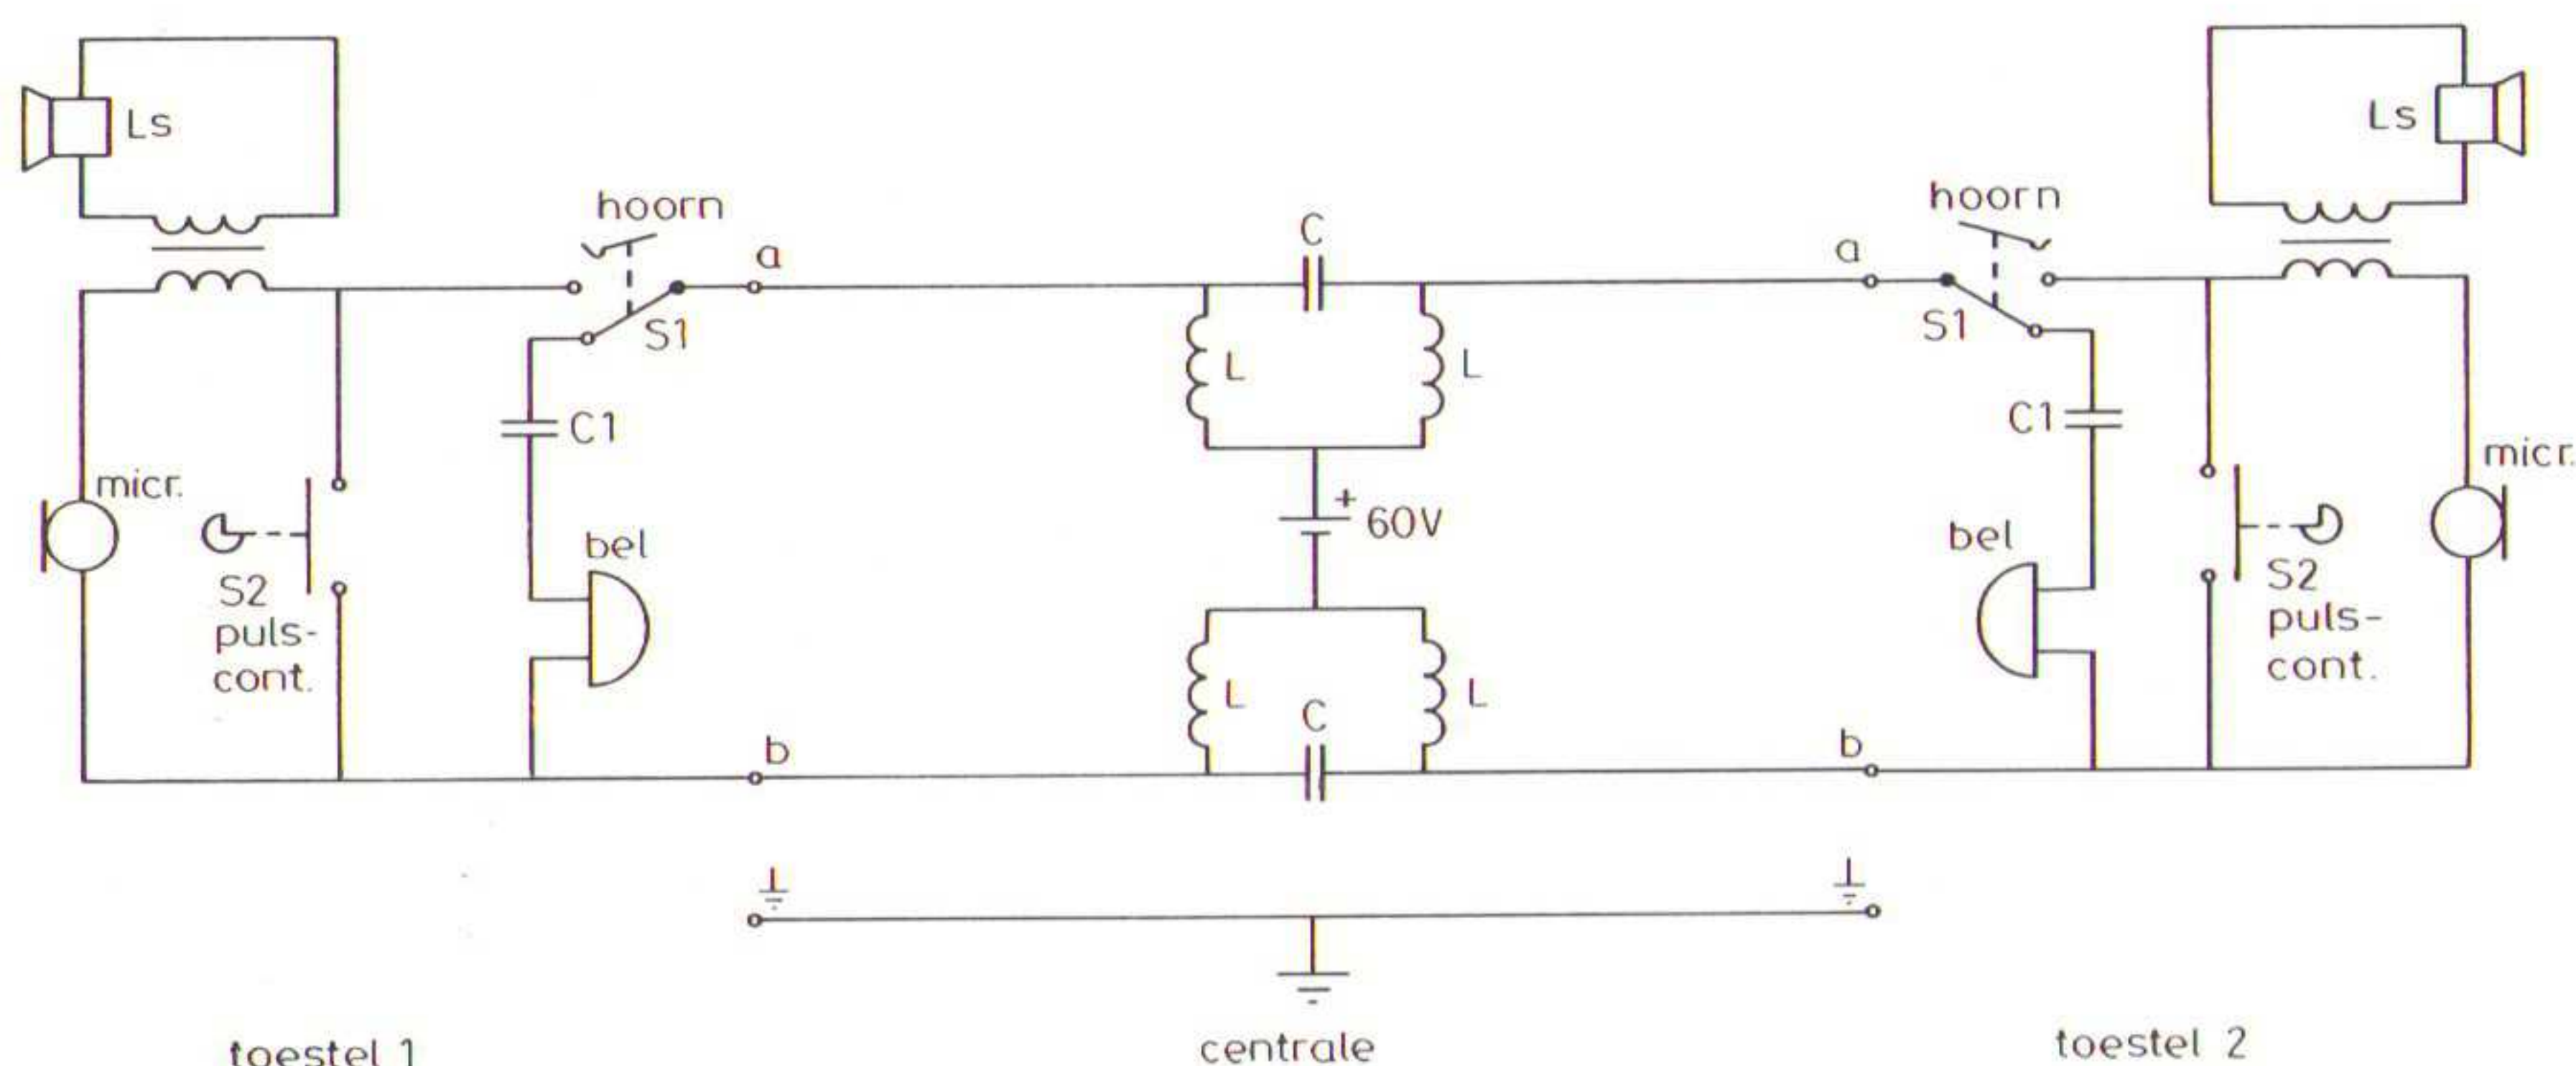 Ls
Ls
hoorn
hoorn
a
C
a
S1
S1
L
L
C1
C1
micr.
micr.
+
60V
bel
bel
S2
puls-
cont.
S2
puls-
cont.
L
L
C
b
b
toestel 1
centrale
toestel 2